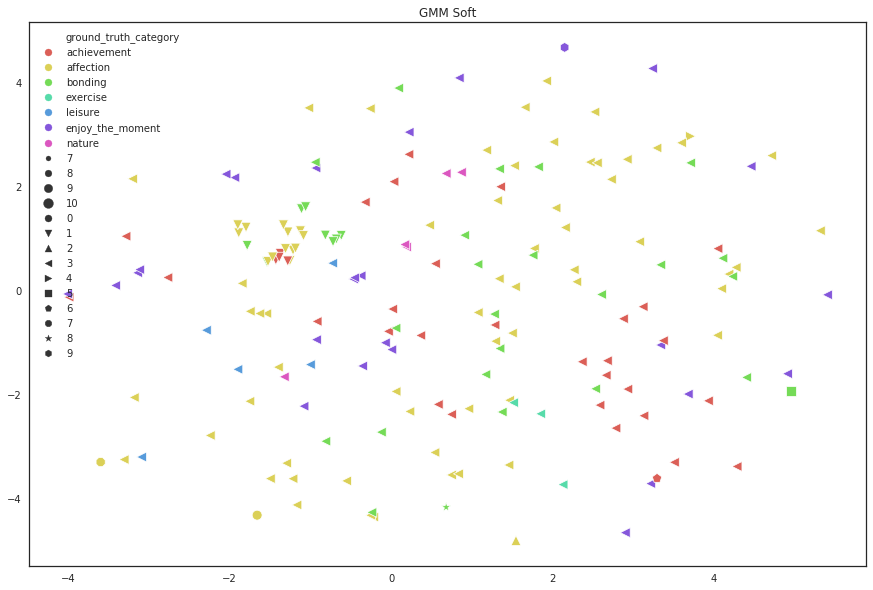 GMM Soft
ground_truth_category
achievement
affection
bonding
exercise
leisure
enjoy_the_moment
nature
7
8
9
10
0
1
2
3
4
5
6
7
8
9
4
2
0
−2
−4
−4
−2
0
2
4